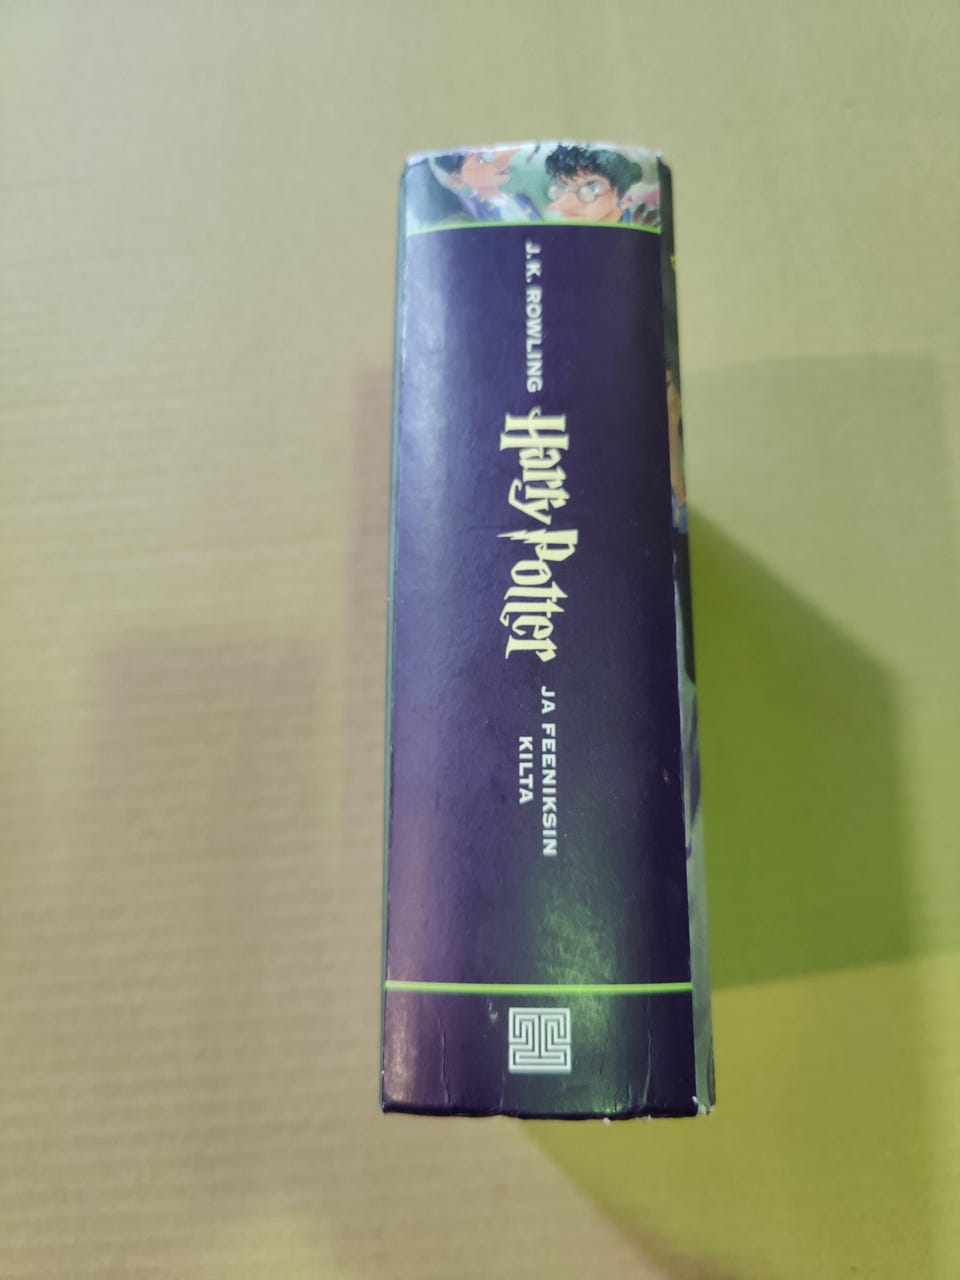 J.K. ROWLING
Harry Potter
JA FEENIKSIN
KILTA